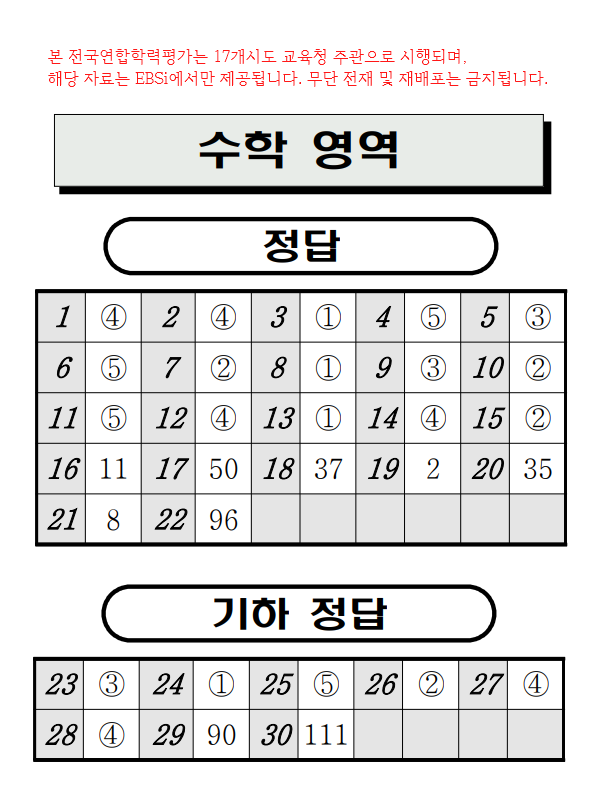 본 전국연합학력평가는 17개시도 교육청 주관으로 시행되며,
해당 자료는 EBSi에서만 제공됩니다. 무단 전재 및 재배포는 금지됩니다.
수학 영역
정답
1 ④ 2 ④ 3 ① 4 ⑤ 5 ③
6 ⑤ 7 ② 8 ① 9 ③ 10 ②
11 ⑤ 12 ④ 13 ① 14 ④ 15 ②
16 11 17 50 18 37 19 2 20 35
21 8 22 96
기하 정답
23 ③ 24 ① 25 ⑤ 26 ② 27 ④
28 ④ 29 90 30 111